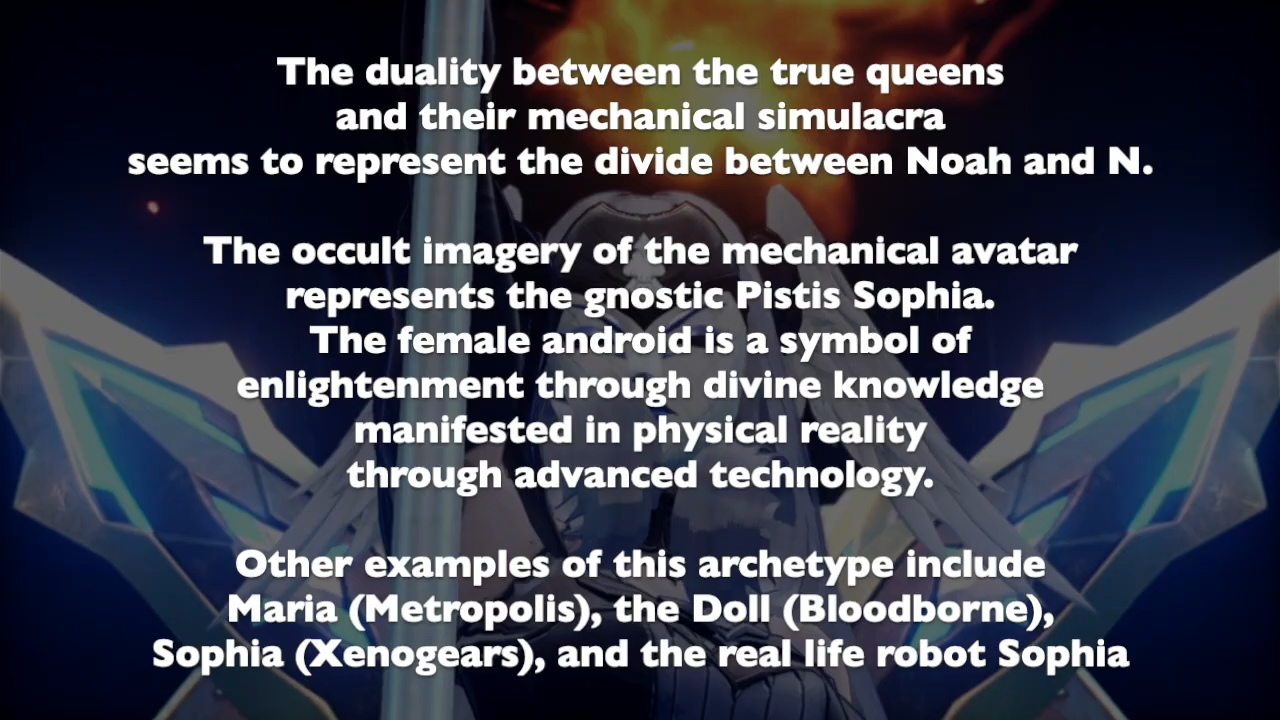 The duality between the true queens
and their mechanical simulacra
seems to represent the divide between Noah and N.
The occult imagery of the mechanical avatar
represents the gnostic Pistis Sophia.
The female android is a symbol of
enlightenment through divine knowledge
manifested in physical reality
through advanced technology.
Other examples of this archetype include
Maria (Metropolis), the Doll (Bloodborne),
Sophia (Xenogears), and the real life robot Sophia